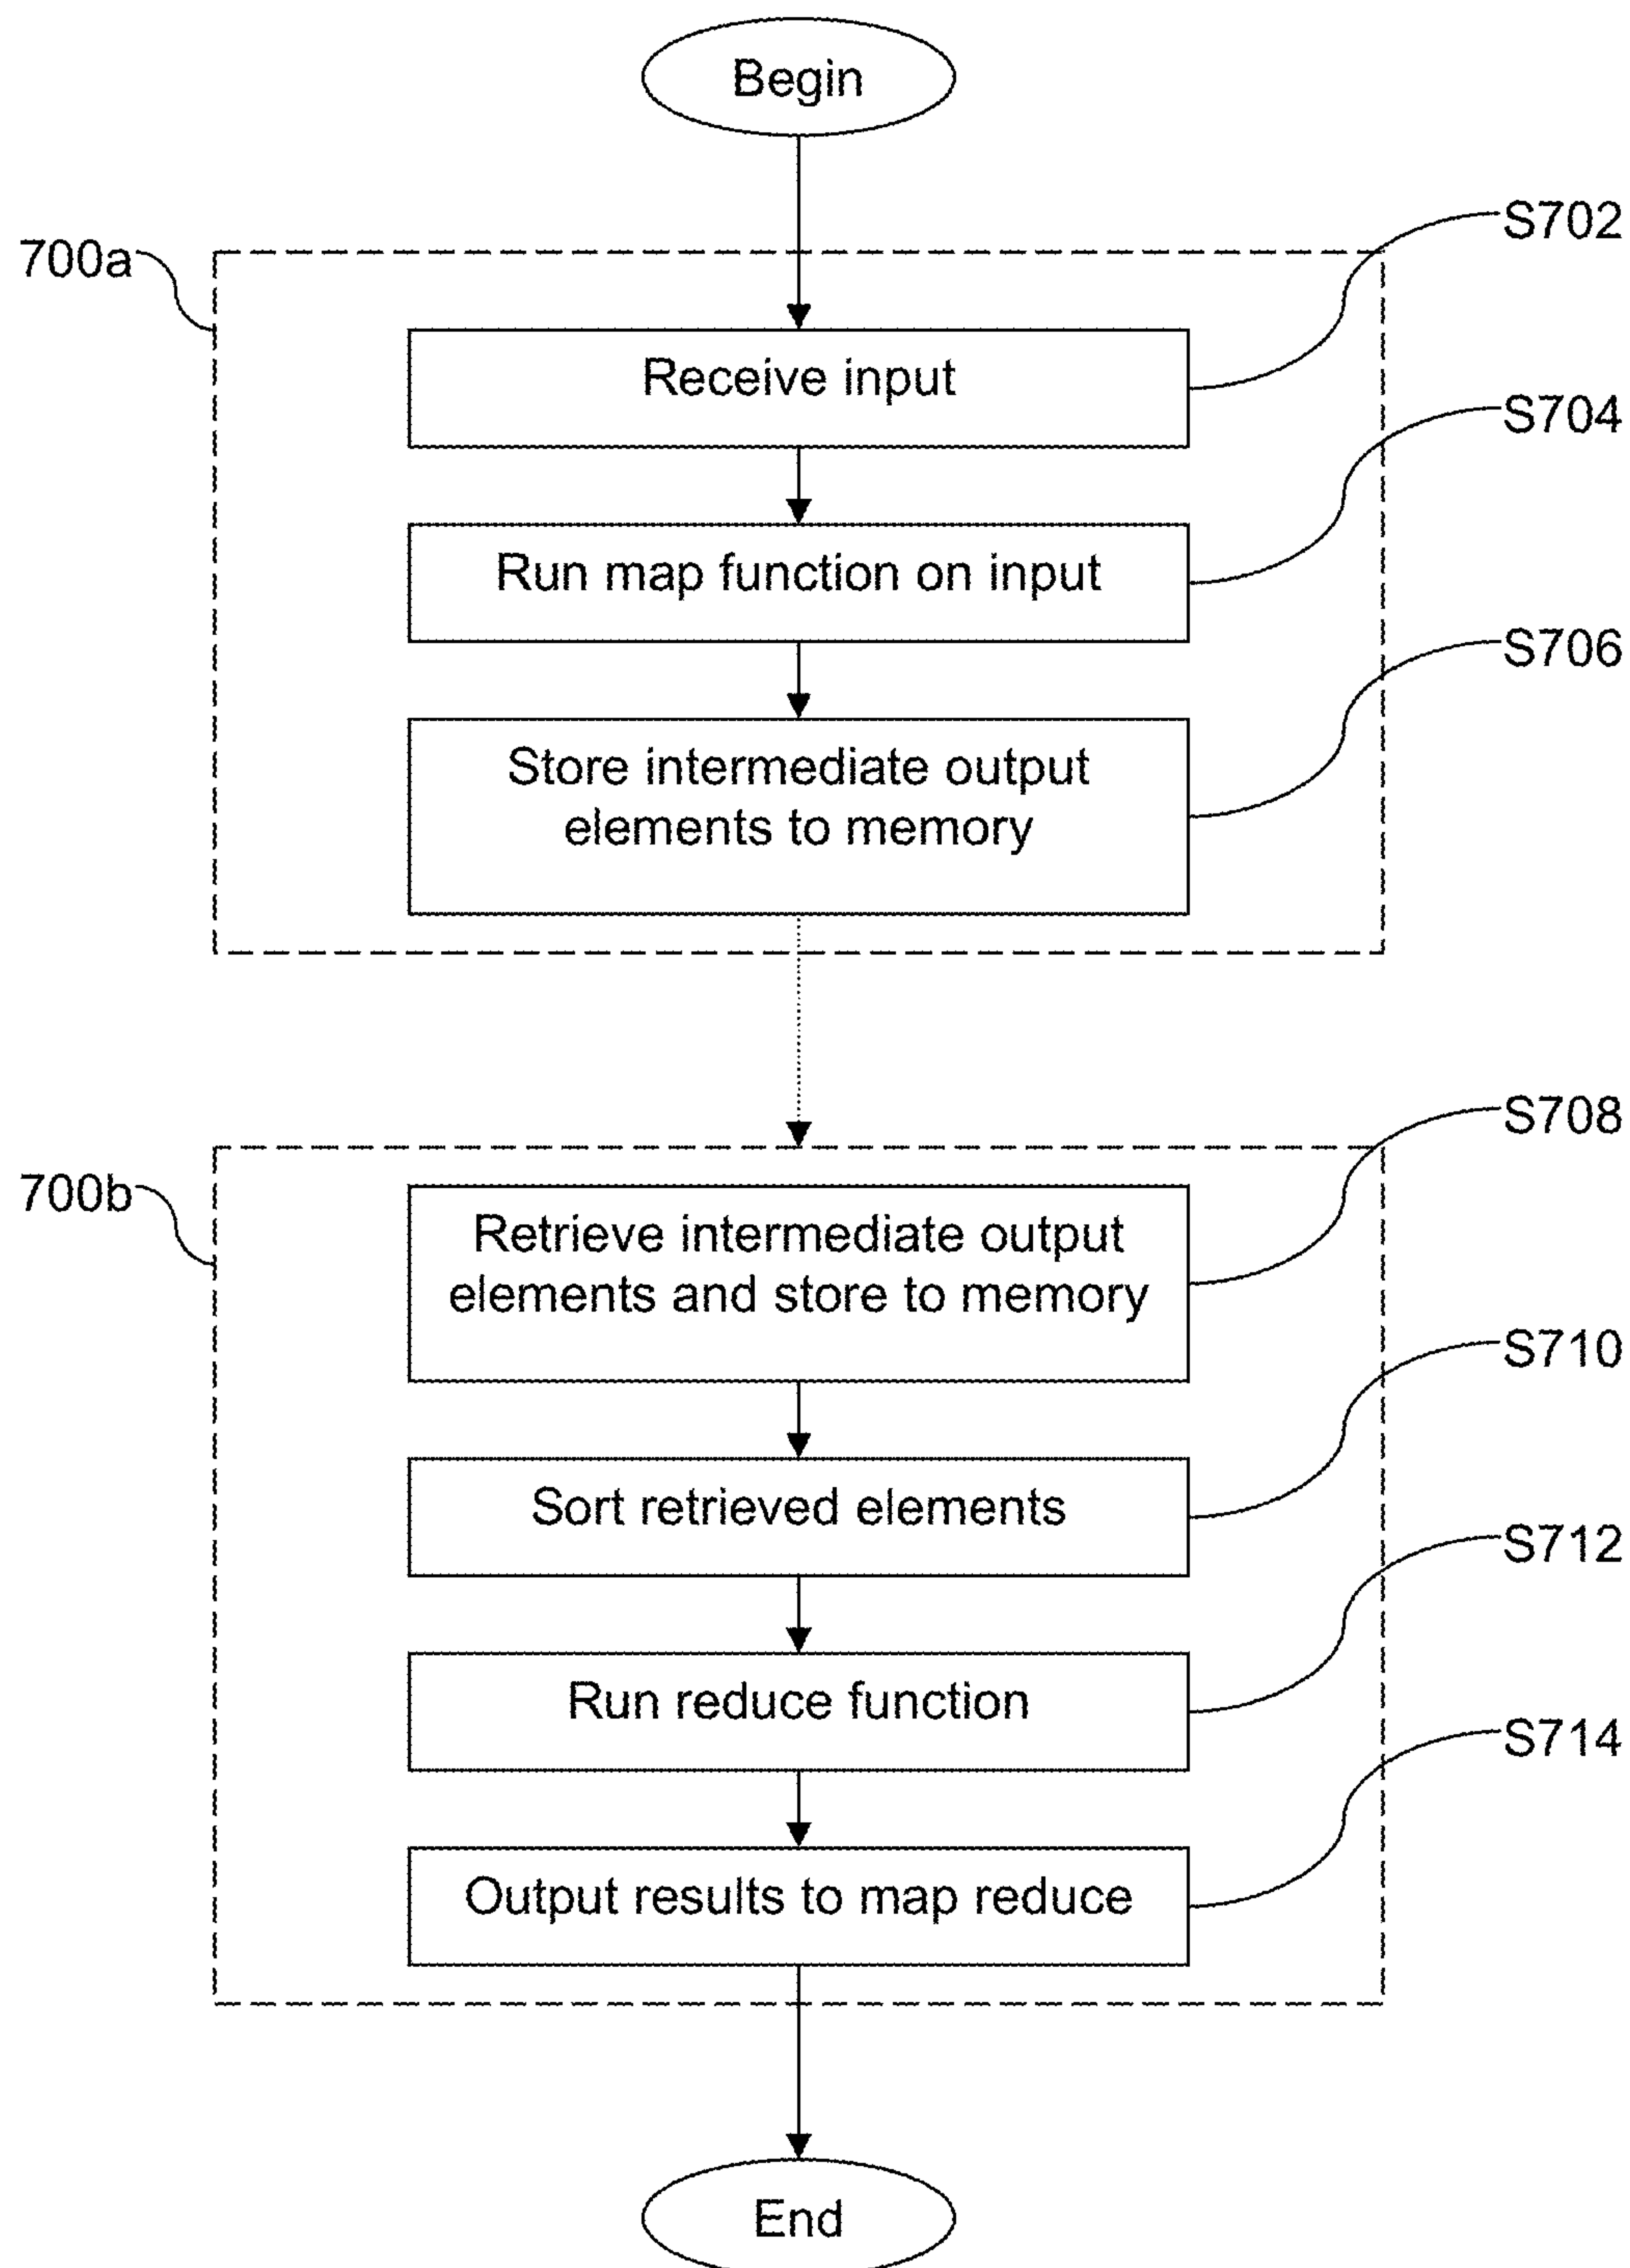 Begin
700a
S702
Receive input
S704
Run map function on input
S706
Store intermediate output
elements to memory
700b
S708
Retrieve intermediate output
elements and store to memory
S710
Sort retrieved elements
S712
Run reduce function
S714
Output results to map reduce
End